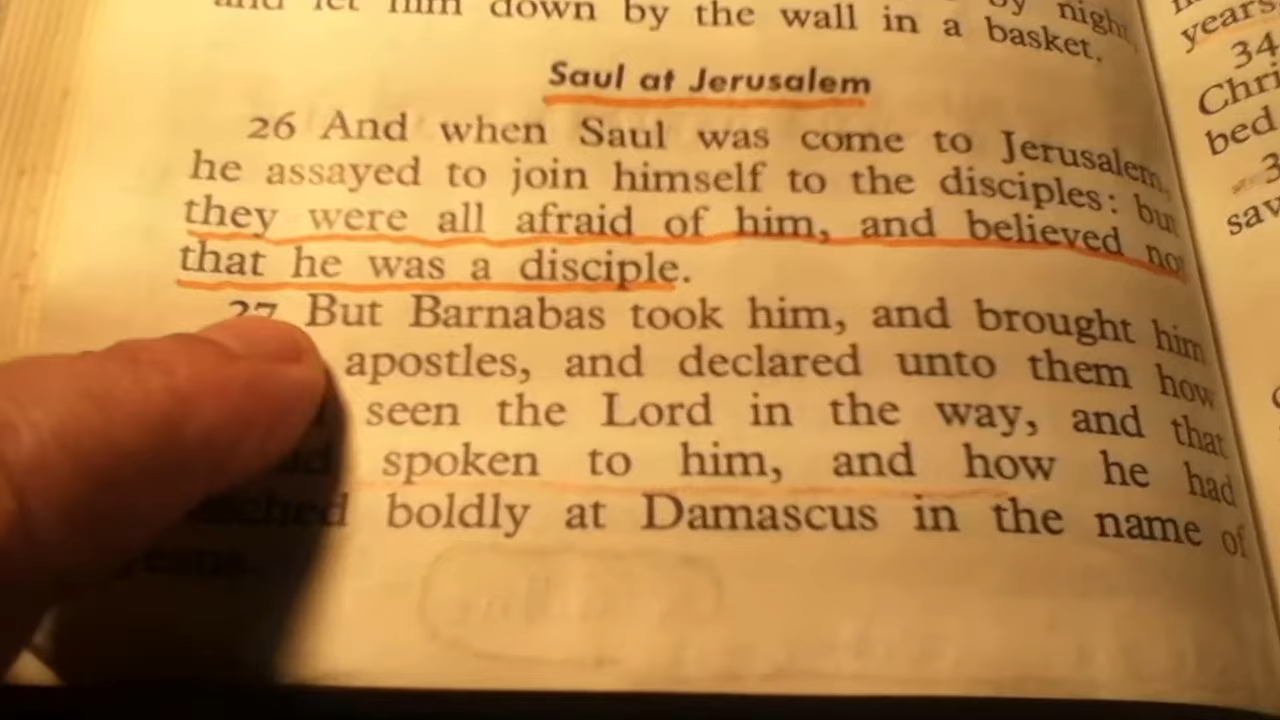 and let him down by the wall in a basket.
by night,
Saul at Jerusalem
26 And when Saul was come to Jerusalem,
he assayed to join himself to the disciples: but
they were all afraid of him, and believed not
that he was a disciple.
27 But Barnabas took him, and brought him
apostles, and declared unto them how
seen the Lord in the way, and that
spoken to him, and how he had
boldly at Damascus in the name of
years
34
Chri
bed
3
sav